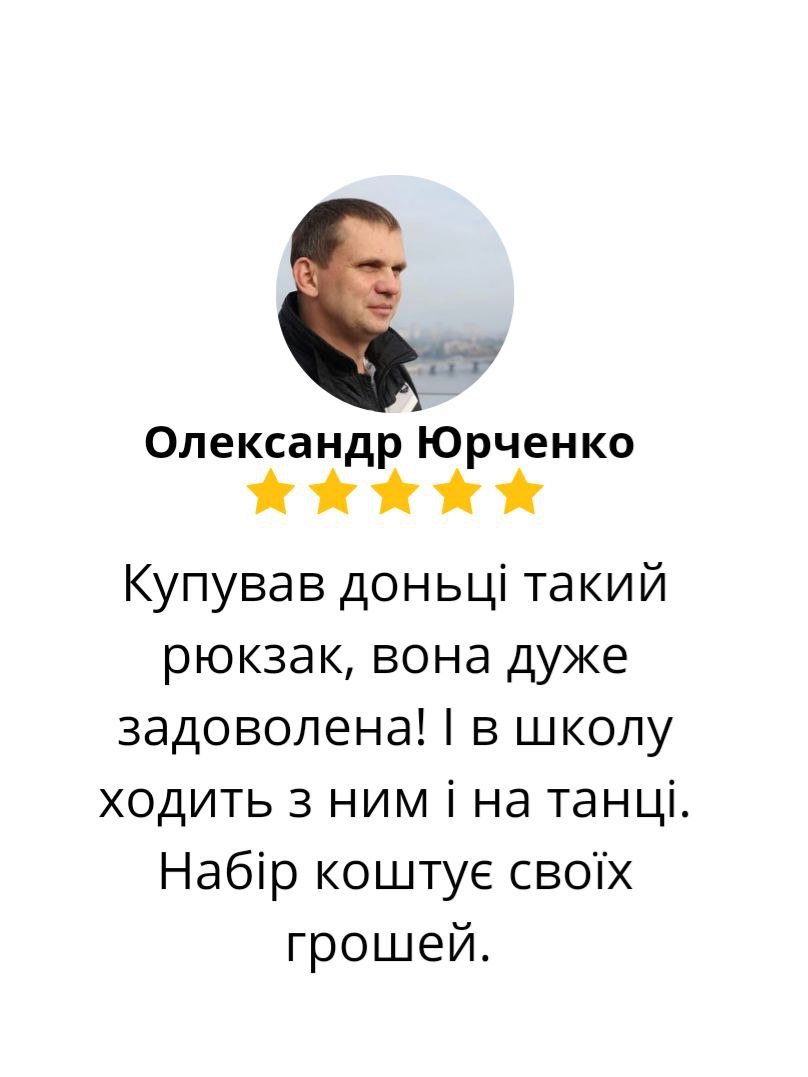 Олександр Юрченко
Купував доньці такий
рюкзак, вона дуже
задоволена! І в школу
ходить з ним і на танці.
Набір коштує своїх
грошей.